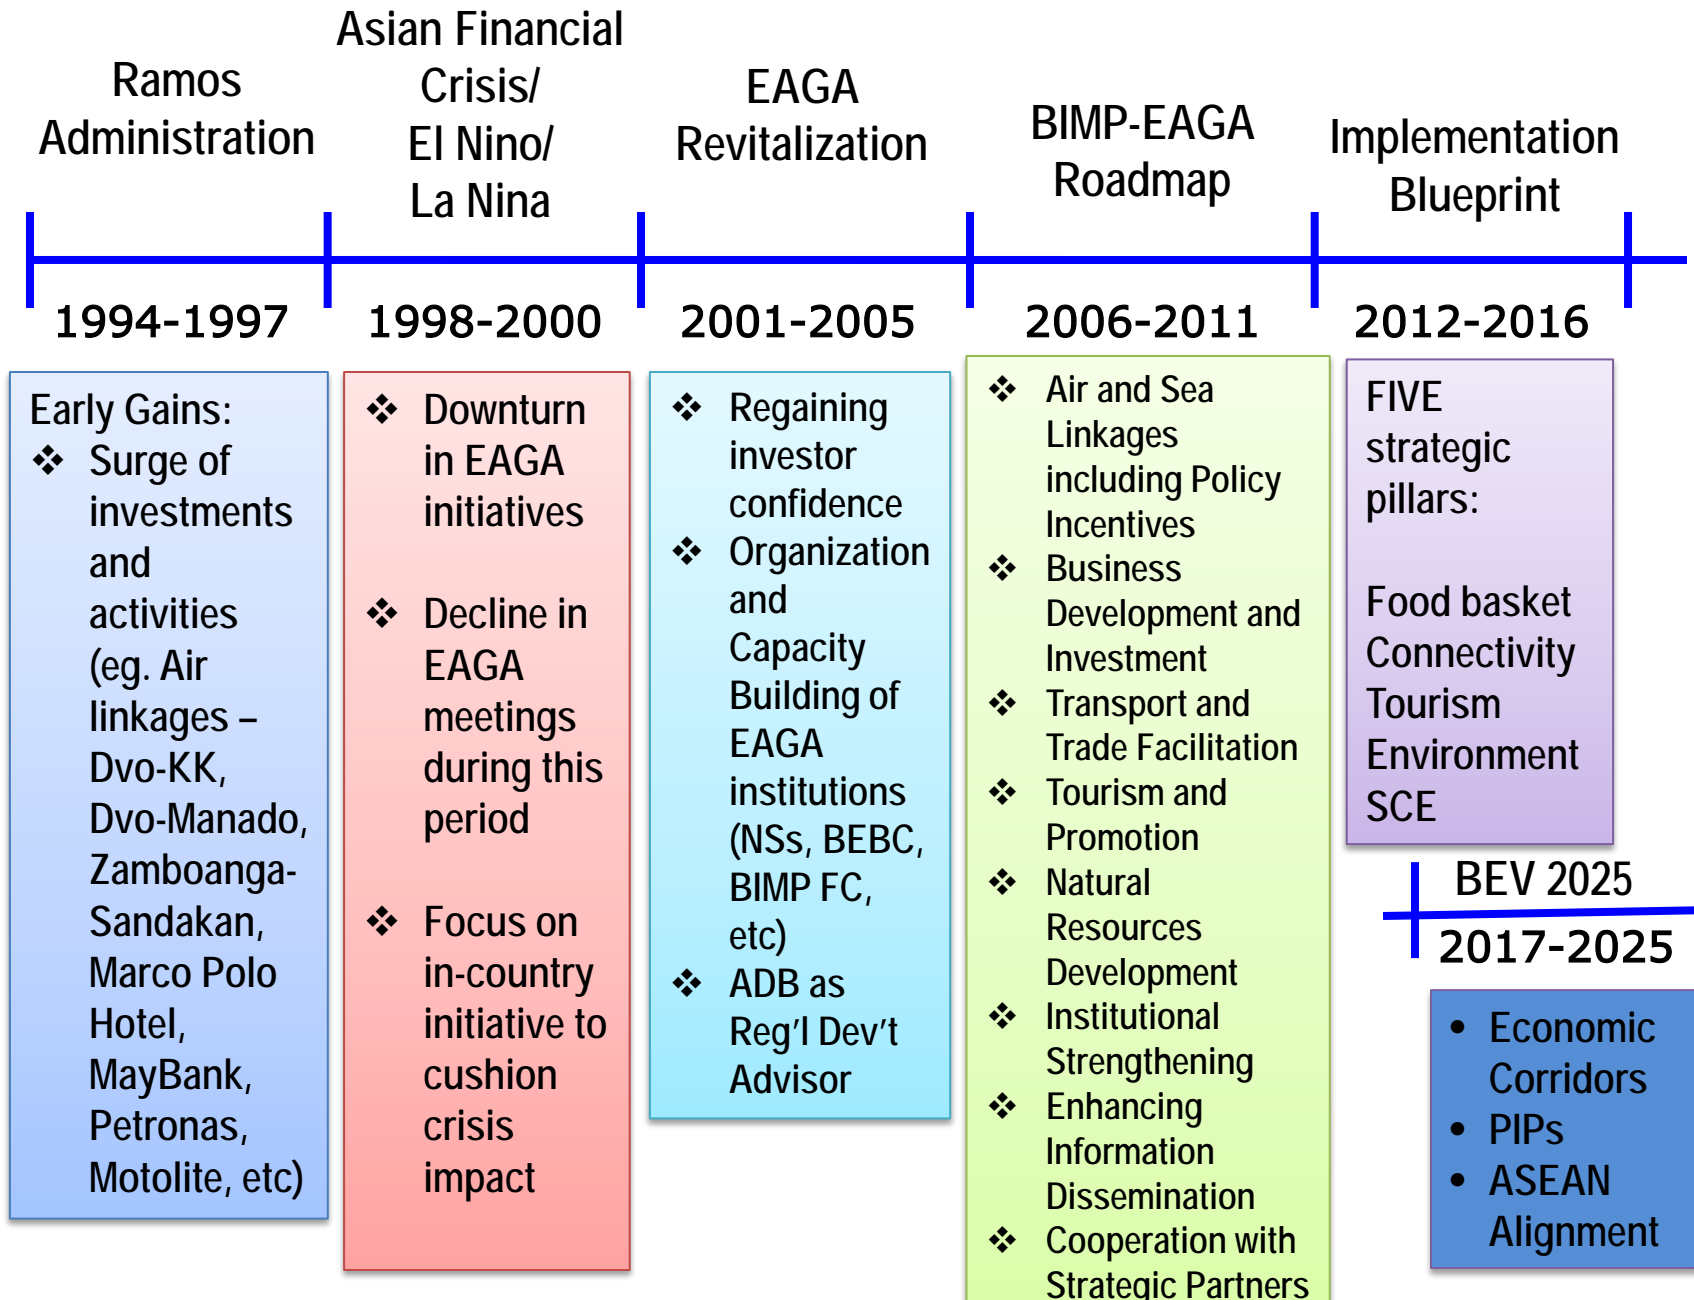 Ramos
Administration
Asian Financial
Crisis/
El Nino/
La Nina
EAGA
Revitalization
BIMP-EAGA
Roadmap
Implementation
Blueprint
1994-1997
1998-2000
2001-2005
2006-2011
2012-2016
Early Gains:
❖ Surge of
investments
and
activities
(eg. Air
linkages –
Dvo-KK,
Dvo-Manado,
Zamboanga-
Sandakan,
Marco Polo
Hotel,
MayBank,
Petronas,
Motolite, etc)
❖ Downturn
in EAGA
initiatives
❖ Decline in
EAGA
meetings
during this
period
❖ Focus on
in-country
initiative to
cushion
crisis
impact
❖ Regaining
investor
confidence
❖ Organization
and
Capacity
Building of
EAGA
institutions
(NSs, BEBC,
BIMP FC,
etc)
❖ ADB as
Reg’l Dev’t
Advisor
❖ Air and Sea
Linkages
including Policy
Incentives
❖ Business
Development and
Investment
❖ Transport and
Trade Facilitation
❖ Tourism and
Promotion
❖ Natural
Resources
Development
❖ Institutional
Strengthening
❖ Enhancing
Information
Dissemination
❖ Cooperation with
Strategic Partners
FIVE
strategic
pillars:
Food basket
Connectivity
Tourism
Environment
SCE
BEV 2025
2017-2025
• Economic
Corridors
• PIPs
• ASEAN
Alignment